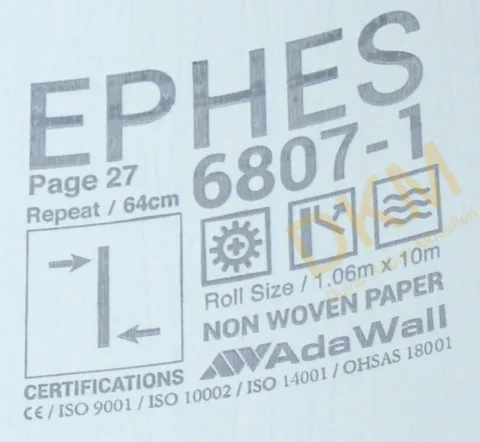 EPHES
Page 27
6807-1
Repeat / 64cm
Roll Size / 1.06m x 10m
NON WOVEN PAPER
AdaWall
CERTIFICATIONS
CE / ISO 9001 / ISO 10002 / ISO 14001 / OHSAS 18001
DKM